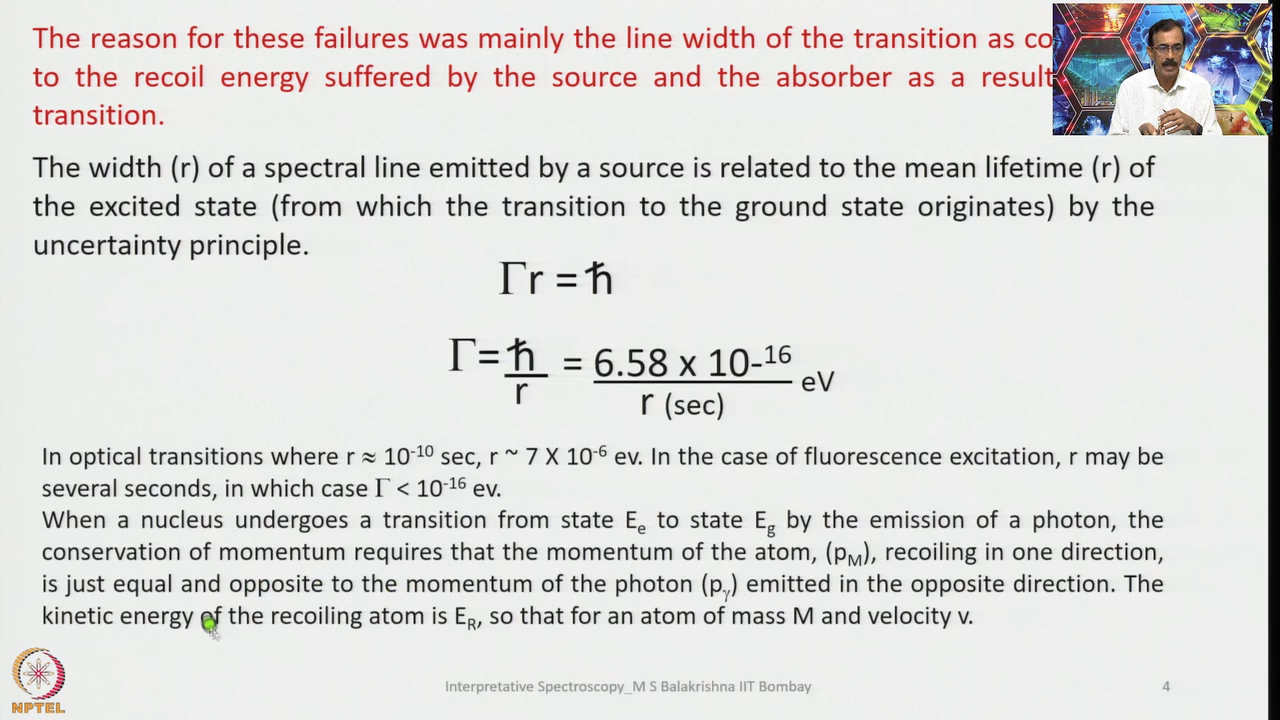 The reason for these failures was mainly the line width of the transition as co
to the recoil energy suffered by the source and the absorber as a result
transition.
The width (r) of a spectral line emitted by a source is related to the mean lifetime (r) of
the excited state (from which the transition to the ground state originates) by the
uncertainty principle.
Γr = ħ
Γ = ħ/r = 6.58 x 10-¹⁶/r (sec) eV
In optical transitions where r ≈ 10⁻¹⁰ sec, r ~ 7 X 10⁻⁶ ev. In the case of fluorescence excitation, r may be
several seconds, in which case Γ < 10⁻¹⁶ ev.
When a nucleus undergoes a transition from state Eₑ to state E_g by the emission of a photon, the
conservation of momentum requires that the momentum of the atom, (p_M), recoiling in one direction,
is just equal and opposite to the momentum of the photon (pᵧ) emitted in the opposite direction. The
kinetic energy of the recoiling atom is E_R, so that for an atom of mass M and velocity v.
NPTEL
Interpretative Spectroscopy_M S Balakrishna IIT Bombay
4